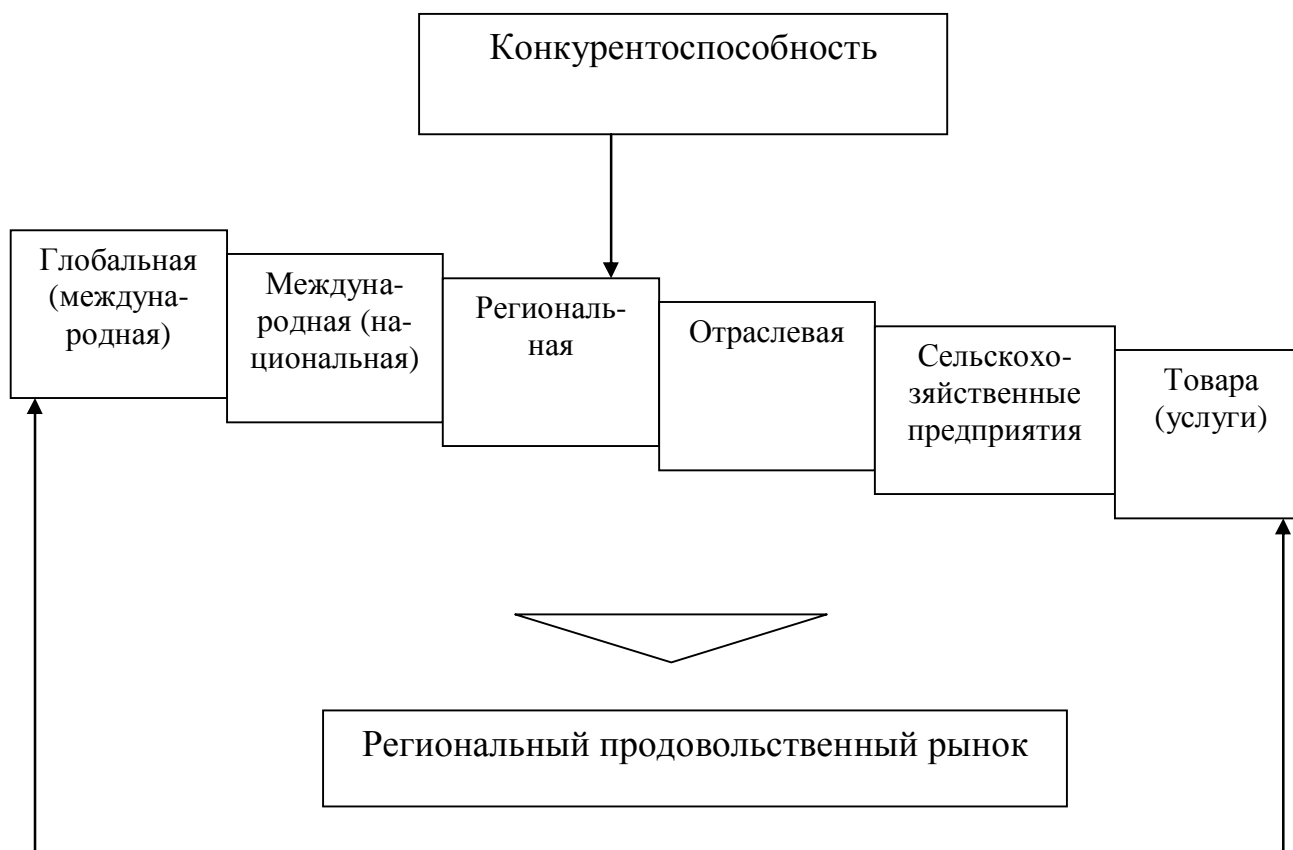 Конкурентоспособность
Глобальная
(междуна-
родная)
Междуна-
родная (на-
циональная)
Региональ-
ная
Отраслевая
Сельскохо-
зяйственные
предприятия
Товара
(услуги)
Региональный продовольственный рынок